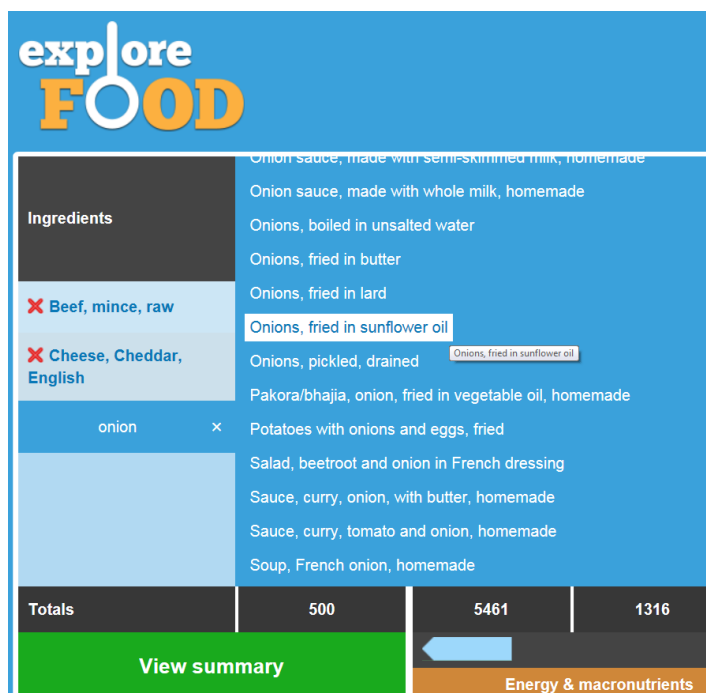 explore
FOOD
Onion sauce, made with semi-skimmed milk, homemade
Onion sauce, made with whole milk, homemade
Ingredients
Onions, boiled in unsalted water
Onions, fried in butter
Onions, fried in lard
Beef, mince, raw
Onions, fried in sunflower oil
Onions, fried in sunflower oil
Cheese, Cheddar,
English
Onions, pickled, drained
Pakora/bhajia, onion, fried in vegetable oil, homemade
onion ×
Potatoes with onions and eggs, fried
Salad, beetroot and onion in French dressing
Sauce, curry, onion, with butter, homemade
Sauce, curry, tomato and onion, homemade
Soup, French onion, homemade
Totals 500 5461 1316
View summary
Energy & macronutrients